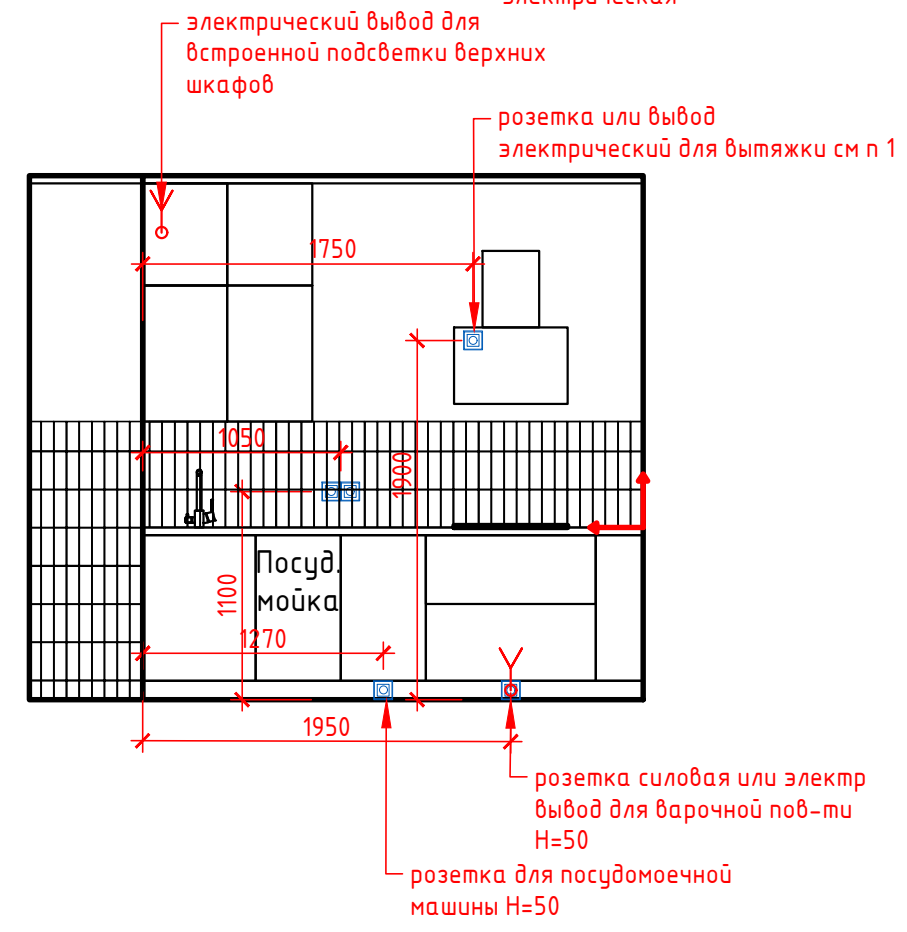 электрическая
электрический вывод для
встроенной подсветки верхних
шкафов
розетка или вывод
электрический для вытяжки см п 1
1750
1050
1900
Посуд.
мойка
1100
1270
1950
розетка силовая или электр
вывод для варочной пов-ти
Н=50
розетка для посудомоечной
машины Н=50